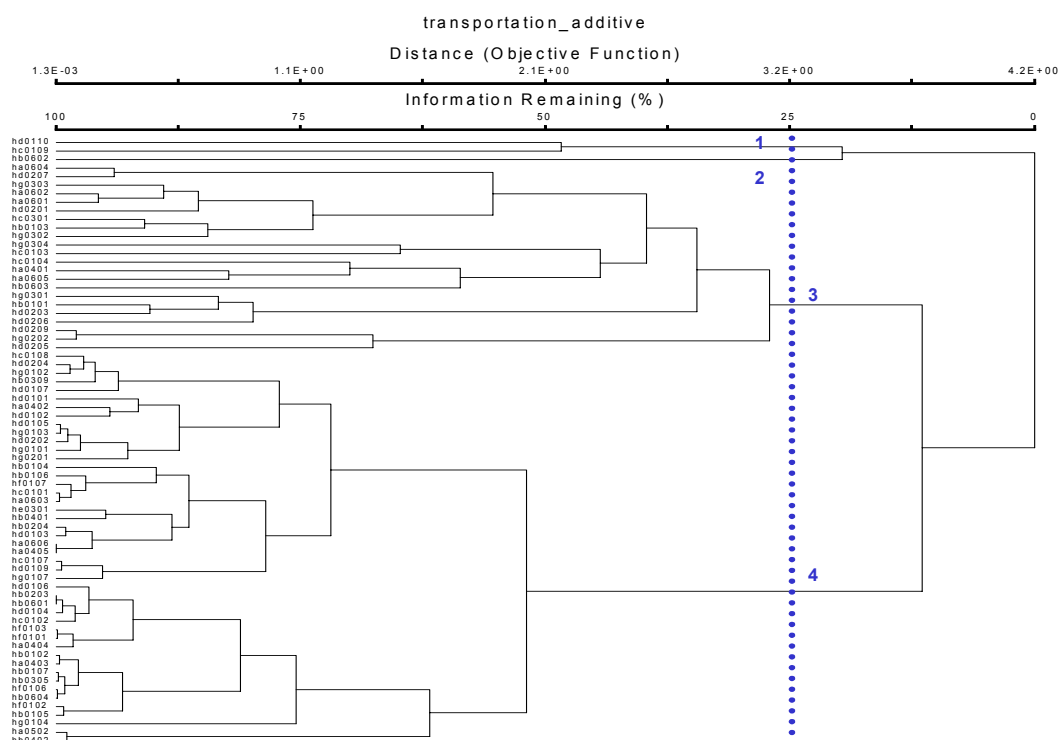 transportation_additive
Distance (Objective Function)
1.3E-03 1.1E+00 2.1E+00 3.2E+00 4.2E+00
Information Remaining (%)
100 75 50 25 0
hd0110
1
hc0109
hb0602
ha0604
hd0207
2
hg0303
ha0602
ha0601
hd0201
hc0301
hb0103
hg0302
hg0304
hc0103
hc0104
ha0401
ha0605
hb0603
hg0301
3
hb0101
hd0203
hd0206
hd0209
hg0202
hd0205
hc0108
hd0204
hg0102
hb0309
hd0107
hd0101
ha0402
hd0102
hd0105
hg0103
hd0202
hg0101
hg0201
hb0104
hb0106
hf0107
hc0101
ha0603
he0301
hb0401
hb0204
hd0103
ha0606
ha0405
hc0107
hd0109
hg0107
4
hd0106
hb0203
hb0601
hd0104
hc0102
hf0103
hf0101
ha0404
hb0102
ha0403
hb0107
hb0305
hf0106
hb0604
hf0102
hb0105
hg0104
ha0502